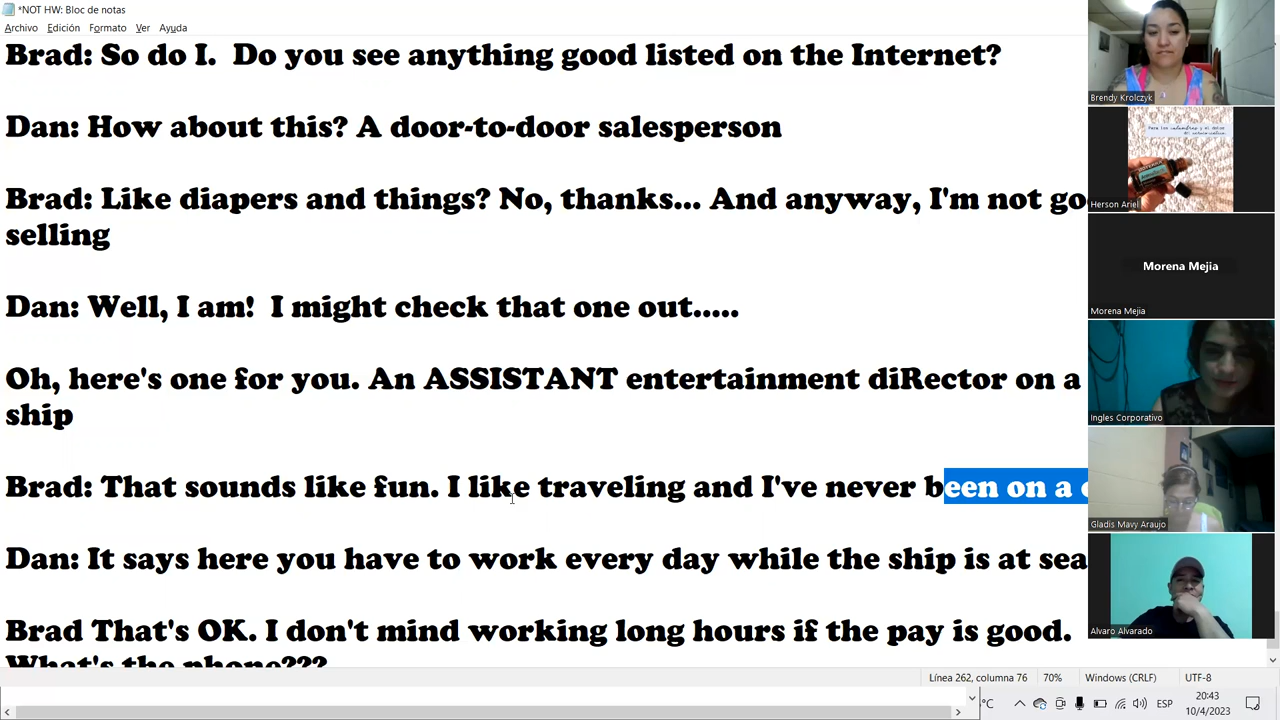 *NOT HW: Bloc de notas
Archivo Edición Formato Ver Ayuda
Brad: So do I.  Do you see anything good listed on the Internet?
Dan: How about this? A door-to-door salesperson
Brad: Like diapers and things? No, thanks... And anyway, I'm not go
selling
Dan: Well, I am!  I might check that one out.....
Oh, here's one for you. An ASSISTANT entertainment diRector on a
ship
Brad: That sounds like fun. I like traveling and I've never been on a
Dan: It says here you have to work every day while the ship is at sea
Brad That's OK. I don't mind working long hours if the pay is good.
What's the phone???
Línea 262, columna 76 70% Windows (CRLF) UTF-8
°C ESP 20:43
10/4/2023
Brendy Krolczyk
Para los
Herson Ariel
Morena Mejia
Morena Mejia
Ingles Corporativo
Gladis Mavy Araujo
Alvaro Alvarado